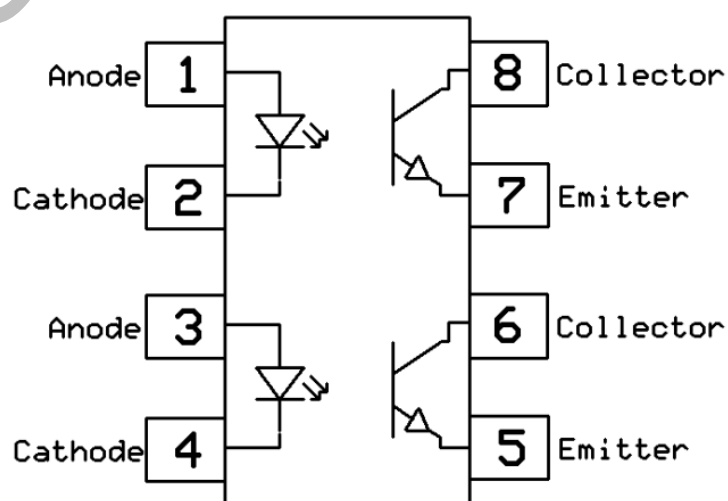 Anode 1 8 Collector
Cathode 2 7 Emitter
Anode 3 6 Collector
Cathode 4 5 Emitter